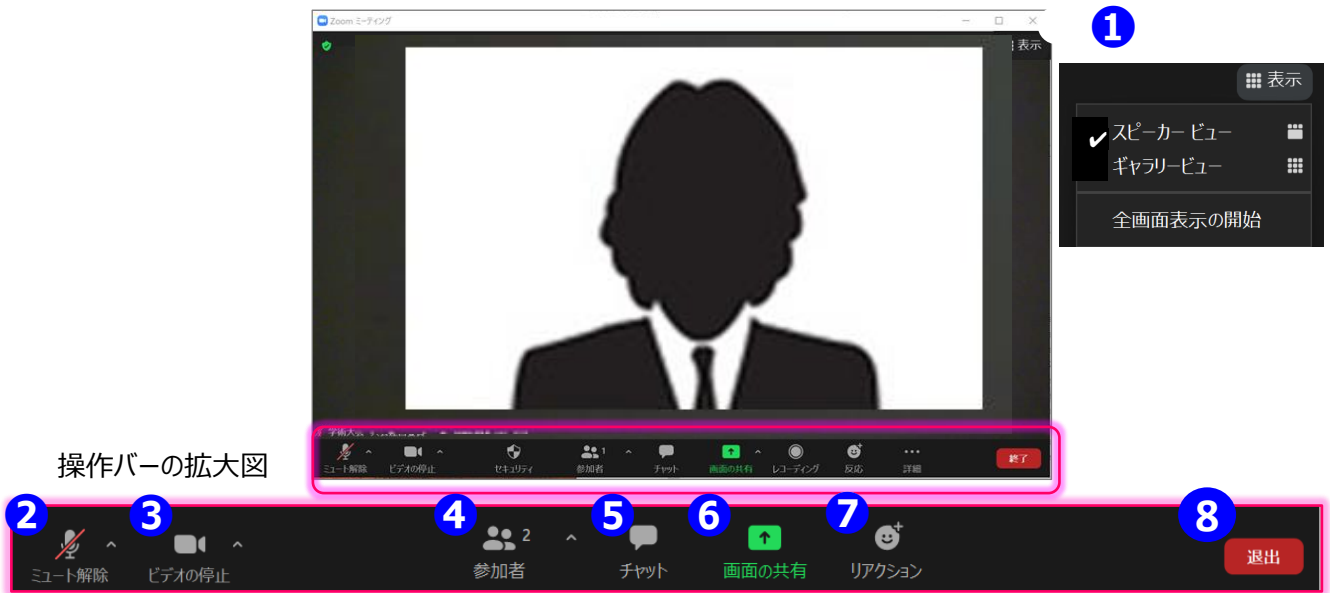 Zoom ミーティング
1
表示
表示
✔ スピーカー ビュー
ギャラリービュー
全画面表示の開始
ミュート解除 ビデオの停止 セキュリティ 参加者 1 チャット 画面の共有 レコーディング 反応 詳細 終了
操作バーの拡大図
2 3 4 5 6 7 8
ミュート解除 ビデオの停止 参加者 2 チャット 画面の共有 リアクション 退出